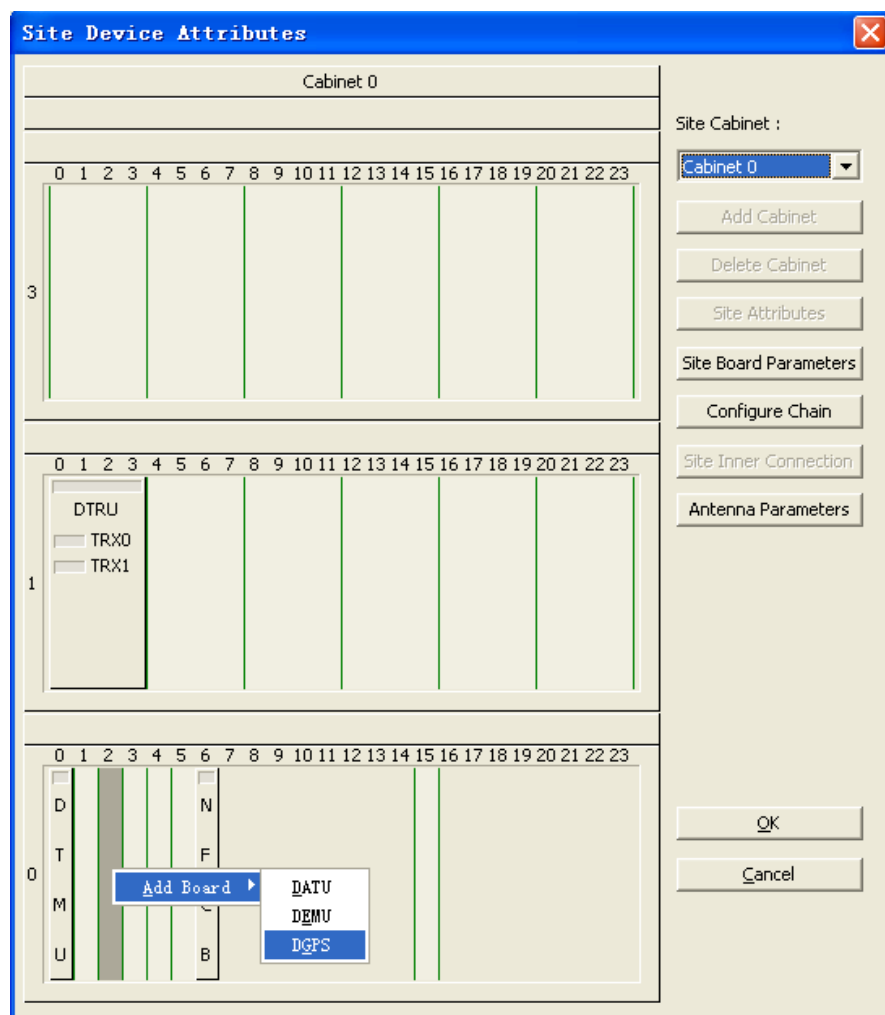 Site Device Attributes
Cabinet 0
Site Cabinet :
Cabinet 0
Add Cabinet
Delete Cabinet
Site Attributes
Site Board Parameters
Configure Chain
Site Inner Connection
Antenna Parameters
0 1 2 3 4 5 6 7 8 9 10 11 12 13 14 15 16 17 18 19 20 21 22 23
3
0 1 2 3 4 5 6 7 8 9 10 11 12 13 14 15 16 17 18 19 20 21 22 23
DTRU
TRX0
TRX1
1
0 1 2 3 4 5 6 7 8 9 10 11 12 13 14 15 16 17 18 19 20 21 22 23
0
D
T
M
U
N
F
B
Add Board
DATU
DEMU
DGPS
OK
Cancel